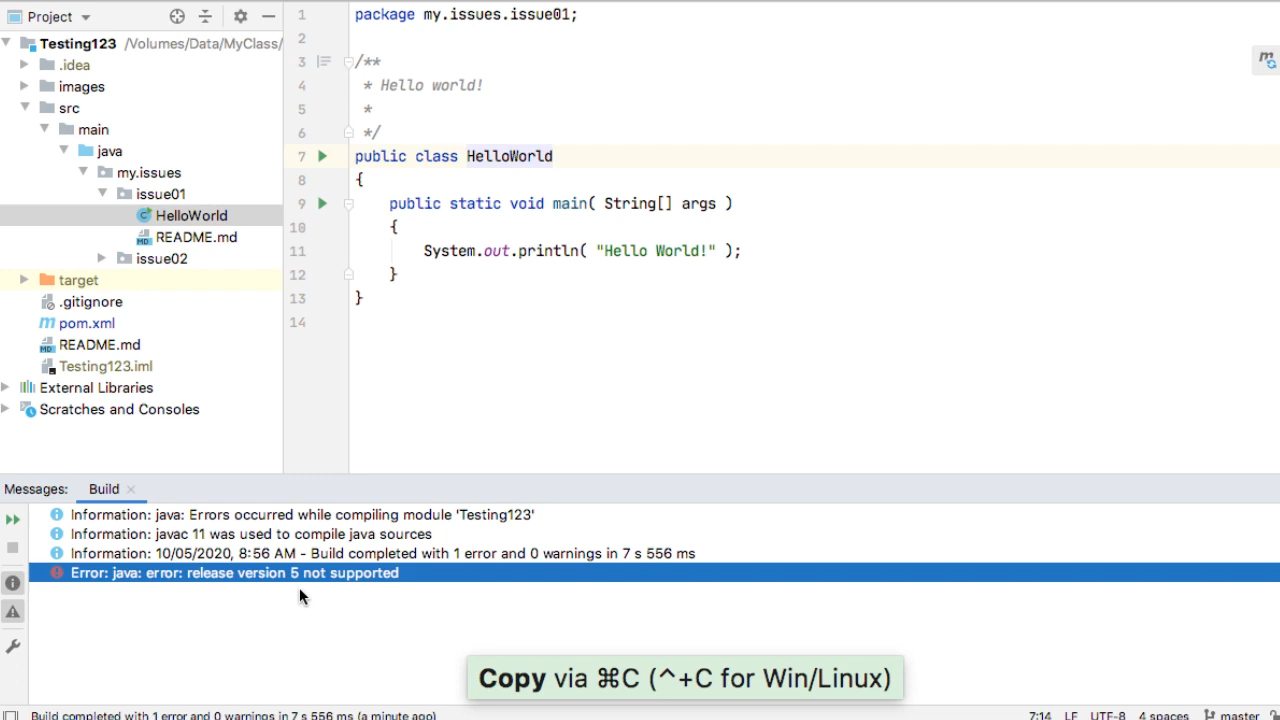 Project
Testing123 /Volumes/Data/MyClass/
.idea
images
src
main
java
my.issues
issue01
HelloWorld
README.md
issue02
target
.gitignore
pom.xml
README.md
Testing123.iml
External Libraries
Scratches and Consoles
1 package my.issues.issue01;
2
3 /**
4 * Hello world!
5 *
6 */
7 public class HelloWorld
8 {
9 public static void main( String[] args )
10 {
11 System.out.println( "Hello World!" );
12 }
13 }
14
Messages: Build
Information: java: Errors occurred while compiling module 'Testing123'
Information: javac 11 was used to compile java sources
Information: 10/05/2020, 8:56 AM - Build completed with 1 error and 0 warnings in 7 s 556 ms
Error: java: error: release version 5 not supported
Copy via ⌘C (^+C for Win/Linux)
Build completed with 1 error and 0 warnings in 7 s 556 ms (a minute ago) 7:14 LF UTF-8 4 spaces master